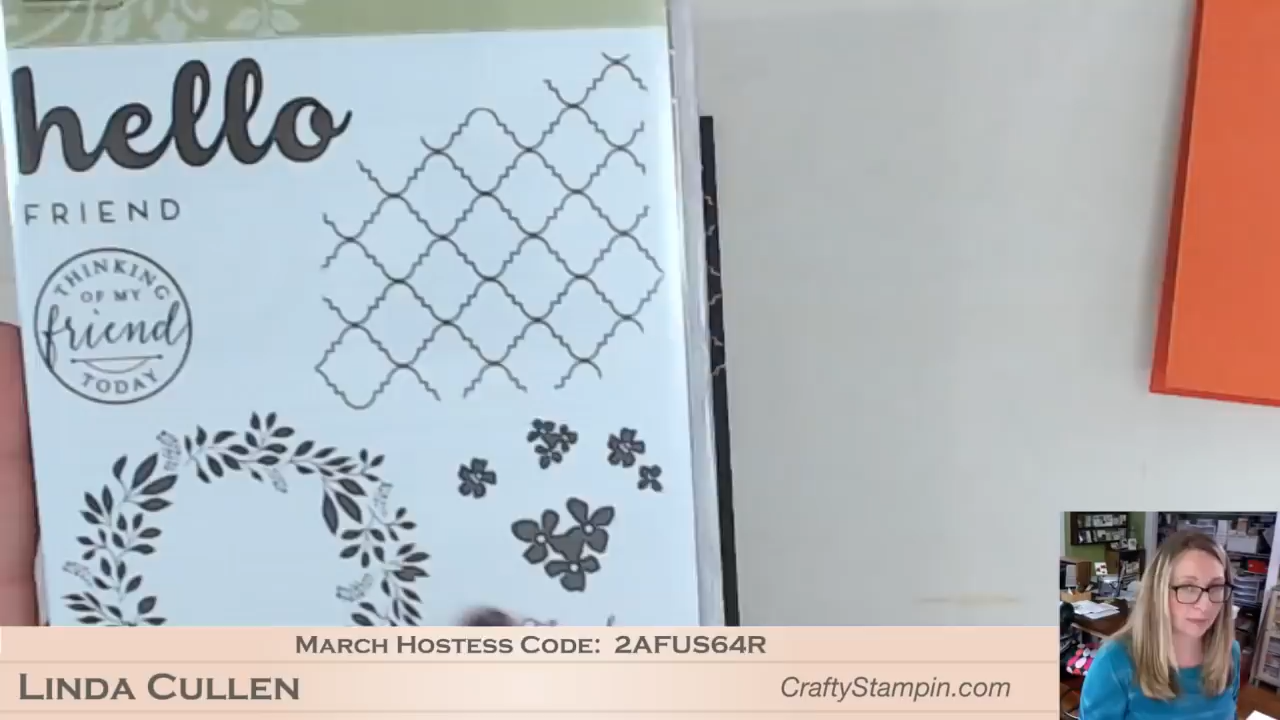 hello
FRIEND
THINKING
OF MY
friend
TODAY
MARCH HOSTESS CODE: 2AFUS64R
LINDA CULLEN
CraftyStampin.com